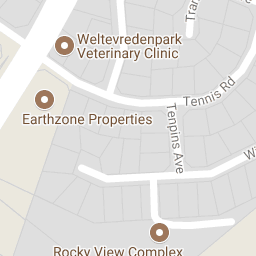 Weltevredenpark
Veterinary Clinic
Tennis Rd
Earthzone Properties
Tenpins Ave
Rocky View Complex